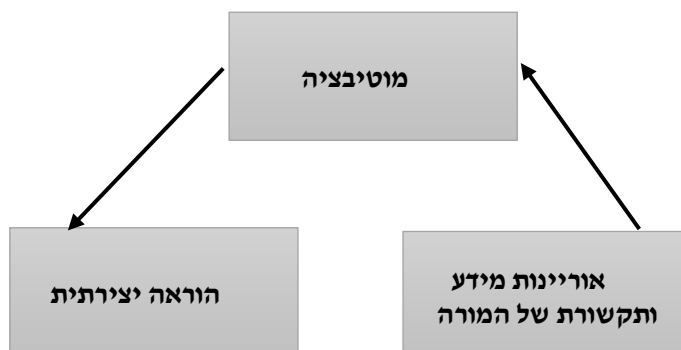 מוטיבציה
אוריינות מידע
ותקשורת של המורה
הוראה יצירתית